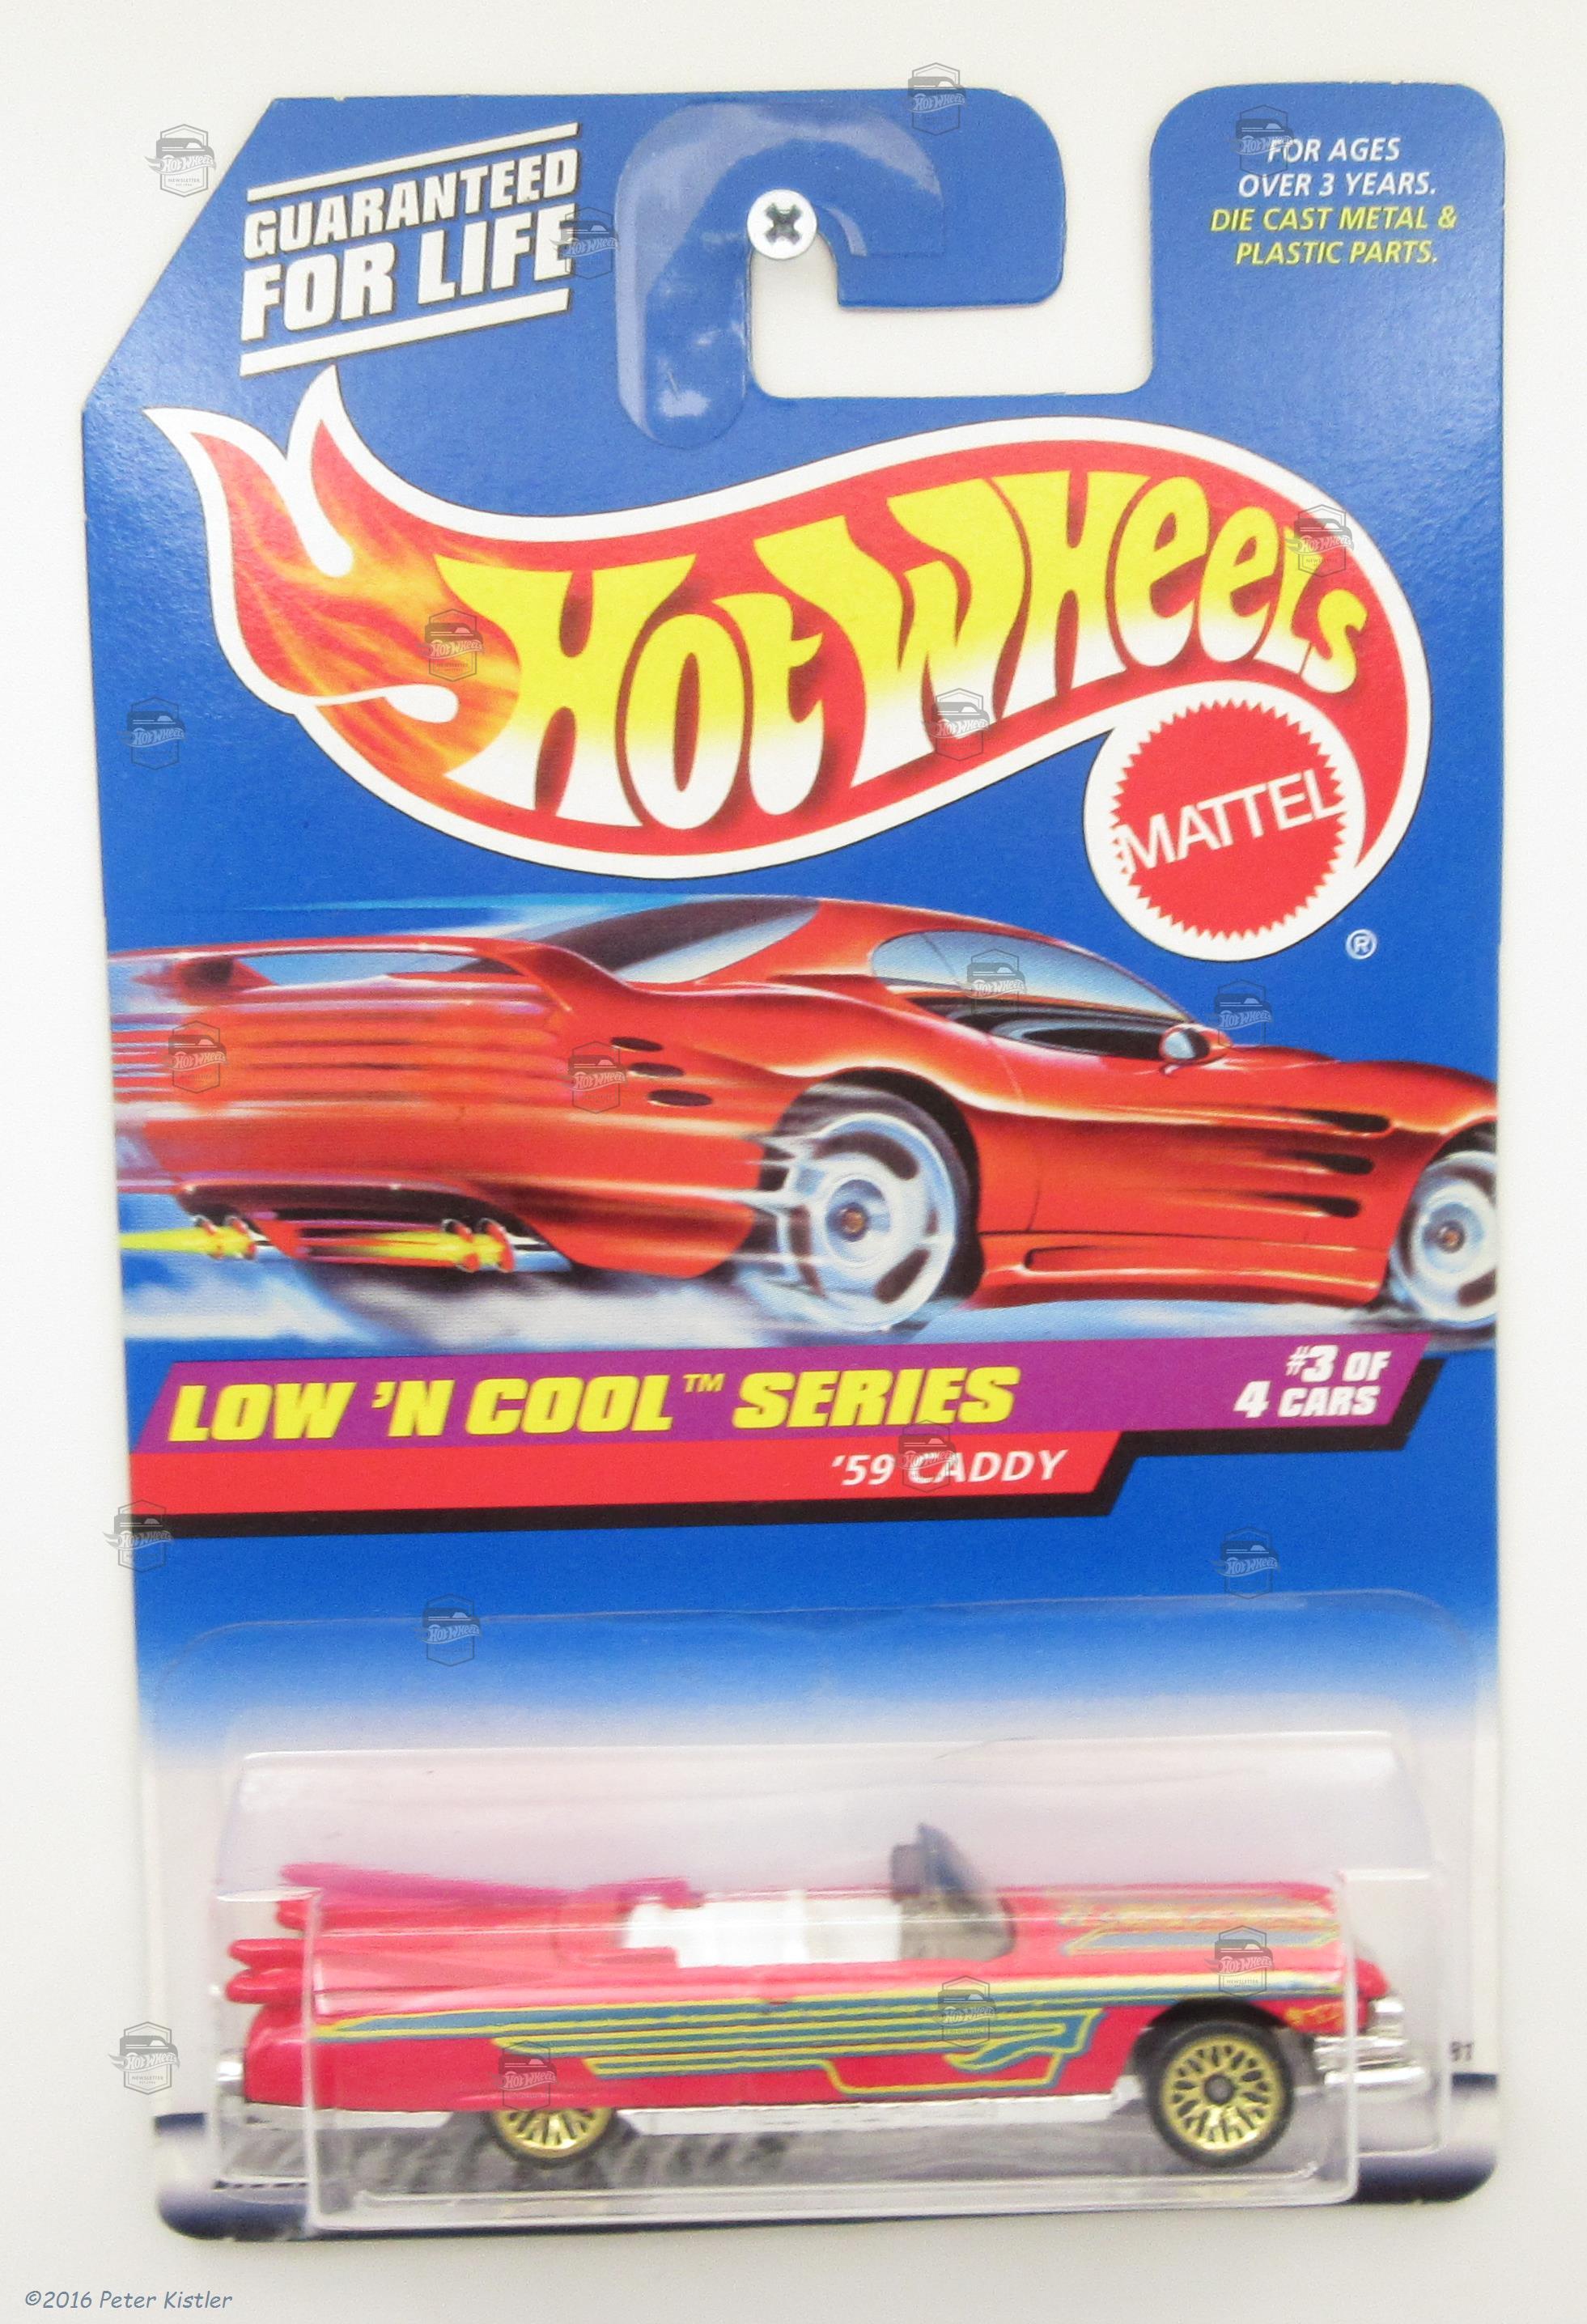 GUARANTEED
FOR LIFE
FOR AGES
OVER 3 YEARS.
DIE CAST METAL &
PLASTIC PARTS.
HOT WHEELS
MATTEL
®
LOW 'N COOL™ SERIES
#3 OF
4 CARS
'59 CADDY
©2016 Peter Kistler